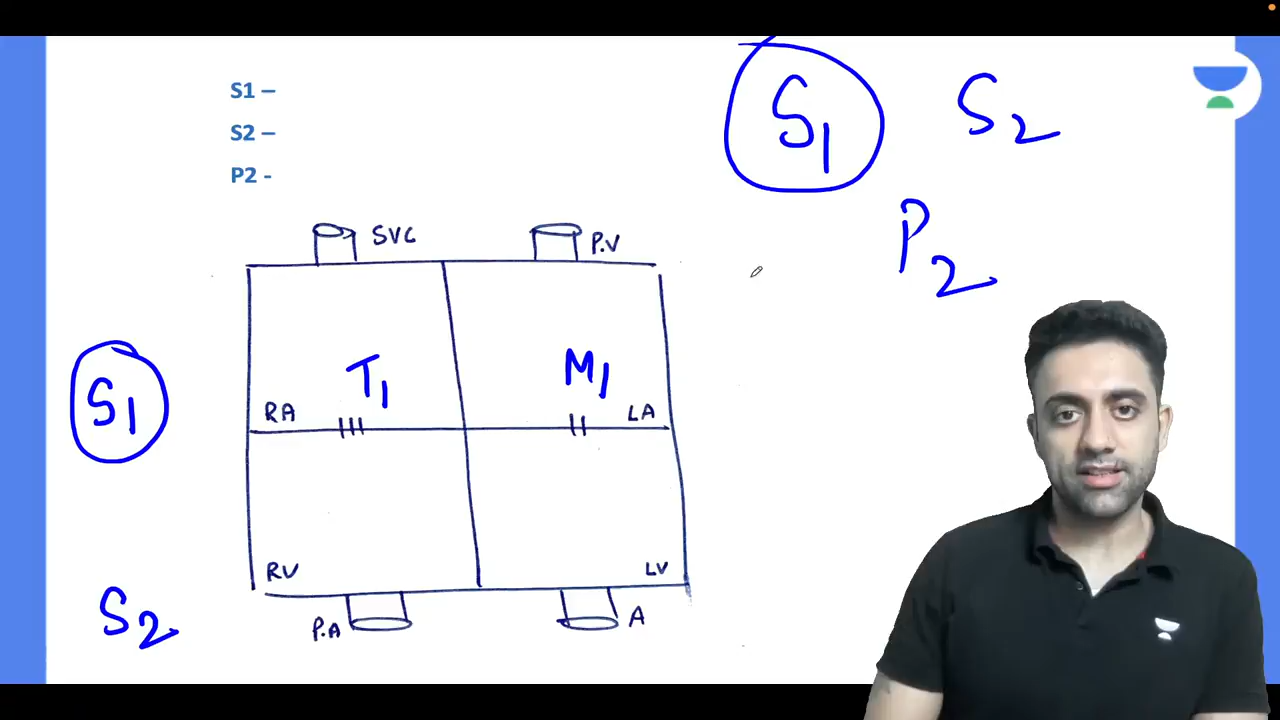 S1 –
S2 –
P2 -
S1 S2
P2
SVC P.V
T1 M1
S1
RA LA
RV LV
S2
P.A A